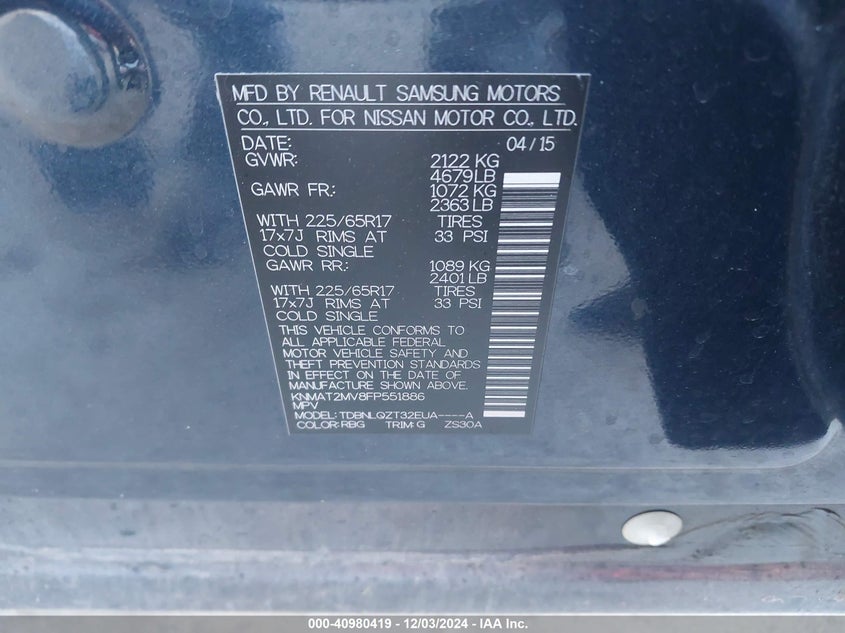 MFD BY RENAULT SAMSUNG MOTORS
CO., LTD. FOR NISSAN MOTOR CO., LTD.
DATE: 04/15
GVWR: 2122 KG
4679 LB
GAWR FR: 1072 KG
2363 LB
WITH 225/65R17 TIRES
17x7J RIMS AT 33 PSI
COLD SINGLE
GAWR RR: 1089 KG
2401 LB
WITH 225/65R17 TIRES
17x7J RIMS AT 33 PSI
COLD SINGLE
THIS VEHICLE CONFORMS TO
ALL APPLICABLE FEDERAL
MOTOR VEHICLE SAFETY AND
THEFT PREVENTION STANDARDS
IN EFFECT ON THE DATE OF
MANUFACTURE SHOWN ABOVE.
KNMAT2MV8FP551886
MPV
MODEL: TDBNLQZT32EUA----A
COLOR: RBG TRIM: G ZS30A
000-40980419 - 12/03/2024 - IAA Inc.